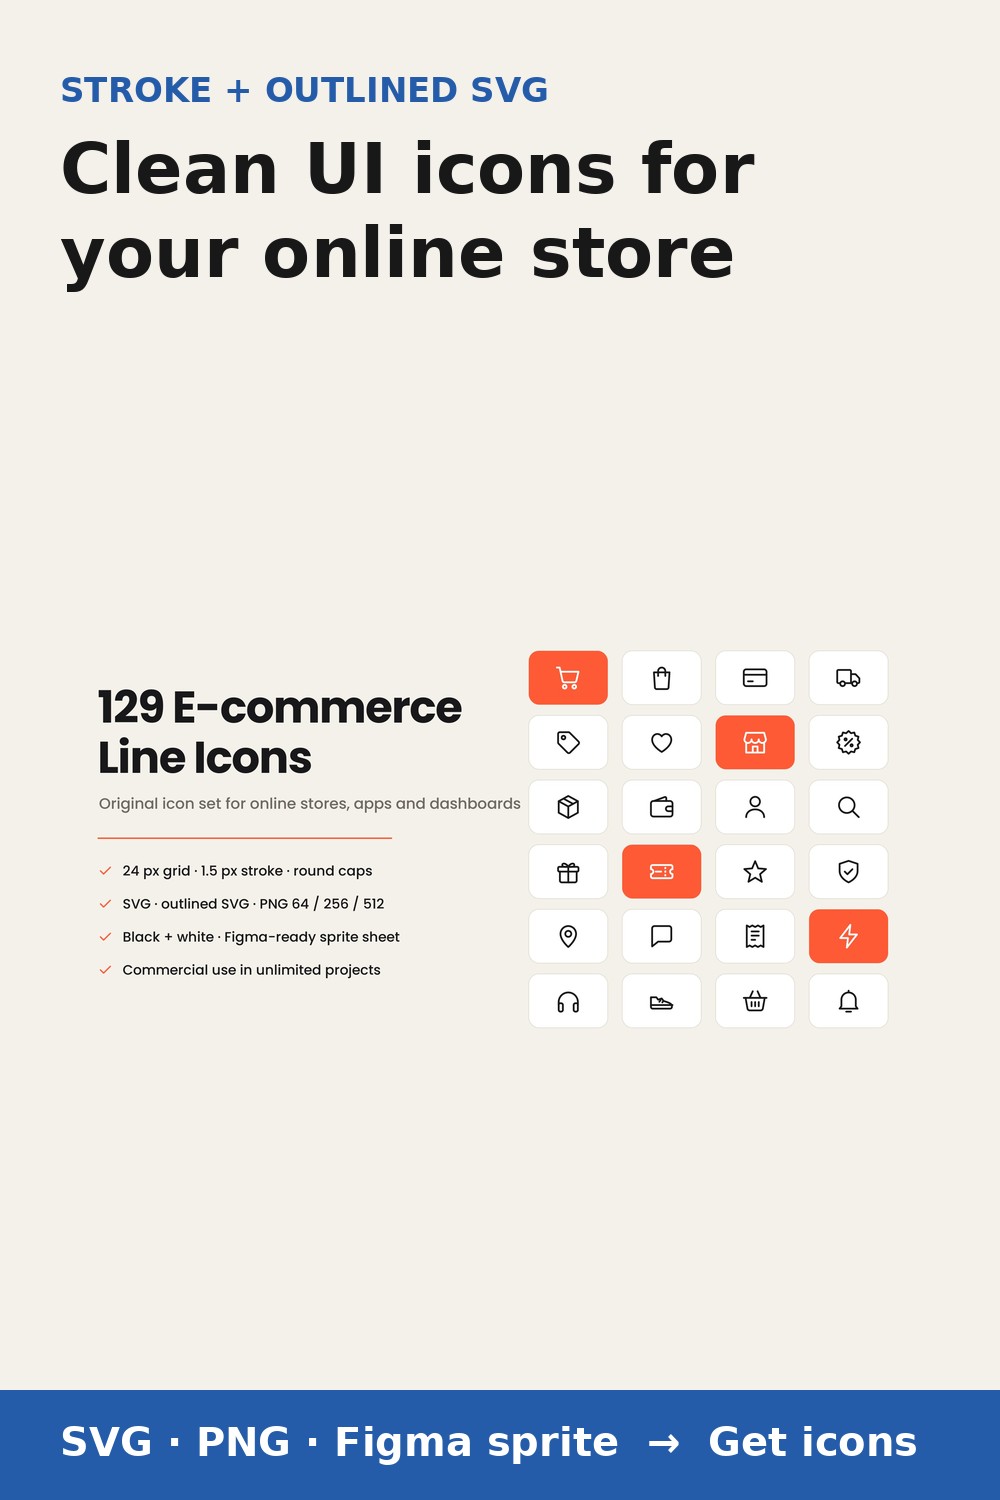 STROKE + OUTLINED SVG
Clean UI icons for
your online store
129 E-commerce
Line Icons
Original icon set for online stores, apps and dashboards
24 px grid · 1.5 px stroke · round caps
SVG · outlined SVG · PNG 64 / 256 / 512
Black + white · Figma-ready sprite sheet
Commercial use in unlimited projects
SVG · PNG · Figma sprite → Get icons